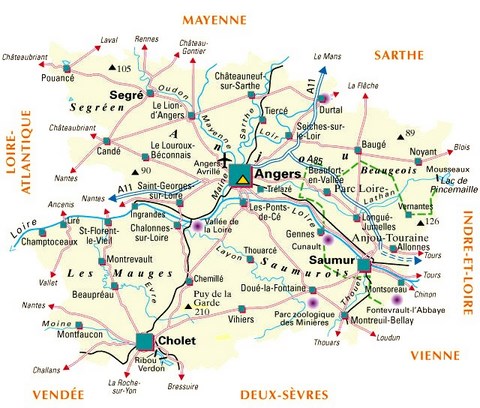 MAYENNE
SARTHE
LOIRE-
ATLANTIQUE
INDRE-ET-LOIRE
VIENNE
DEUX-SÈVRES
VENDÉE
Châteaubriant
Laval
Rennes
Château-
Gontier
Le Mans
Pouancé
105
Segré
Oudon
Segréen
Le Lion-
d'Angers
Mayenne
Châteauneuf-
sur-Sarthe
Sarthe
Tiercé
Loir
A11
Durtal
La Flèche
Seiches-sur-
le-Loir
Châteaubriant
Candé
Le Louroux-
Béconnais
90
Nantes
Anjou
Angers-
Avrillé
Angers
Maine
A85
Baugé
89
Noyant
Blois
Baugeois
Mousseaux
Lac de
Pincemaille
Beaufort-
en-Vallée
Parc Loire-
Lathan
Vernantes
126
Longué-
Jumelles
Anjou-Touraine
Allonnes
Tours
Tours
Chinon
Trélazé
A11
Saint-Georges-
sur-Loire
Nantes
Ingrandes
Ancenis
Loire
Liré
St-Florent-
le-Vieil
Champtoceaux
Vallet
Chalonnes-
sur-Loire
Vallée de
la Loire
Les-Ponts-
de-Cé
Loire
Gennes
Cunault
Saumur
Saumurois
Thouarcé
Layon
Les Mauges
Montrevault
Beaupréau
Evre
Chemillé
Puy de la
Garde
210
Nantes
Moine
Montfaucon
Cholet
Ribou
Verdon
Challans
La Roche-
sur-Yon
Bressuire
Vihiers
Doué-la-Fontaine
Parc zoologique
des Minières
Thouet
Montsoreau
Fontevrault-l'Abbaye
Montreuil-Bellay
Thouars
Loudun